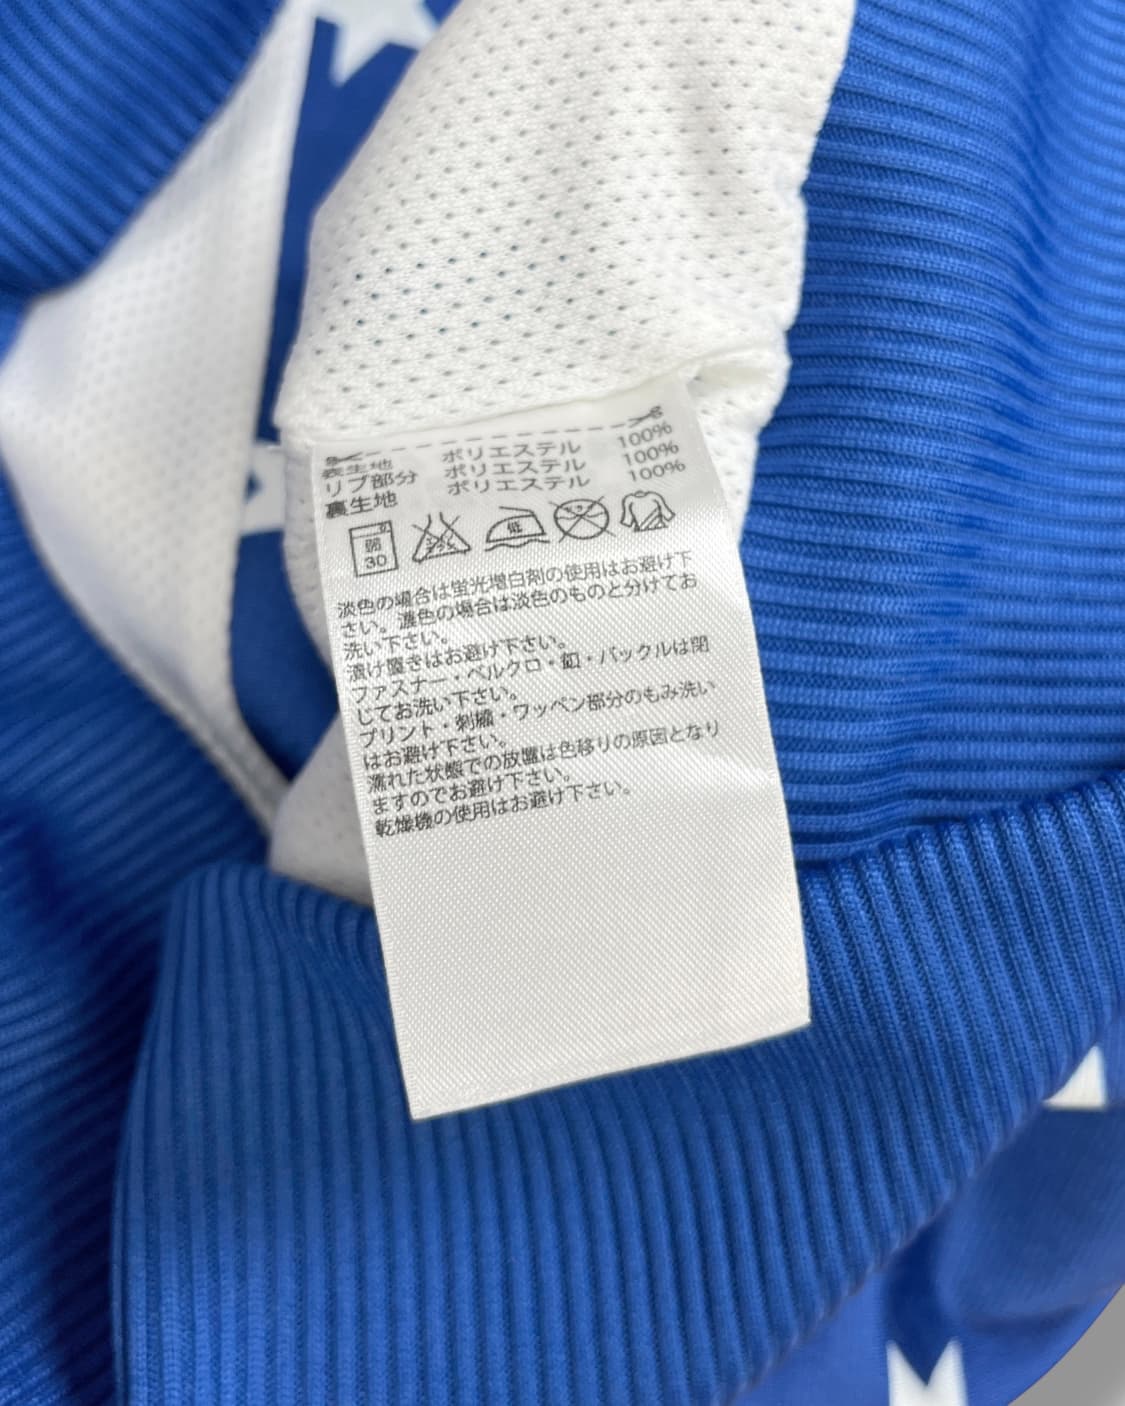 表生地 ポリエステル 100%
リブ部分 ポリエステル 100%
裏生地 ポリエステル 100%
弱 30 エンソ 低
淡色の場合は蛍光増白剤の使用はお避け下
さい。濃色の場合は淡色のものと分けてお
洗い下さい。
漬け置きはお避け下さい。
ファスナー・ベルクロ・釦・バックルは閉
じてお洗い下さい。
プリント・刺繍・ワッペン部分のもみ洗い
はお避け下さい。
濡れた状態での放置は色移りの原因となり
ますのでお避け下さい。
乾燥機の使用はお避け下さい。